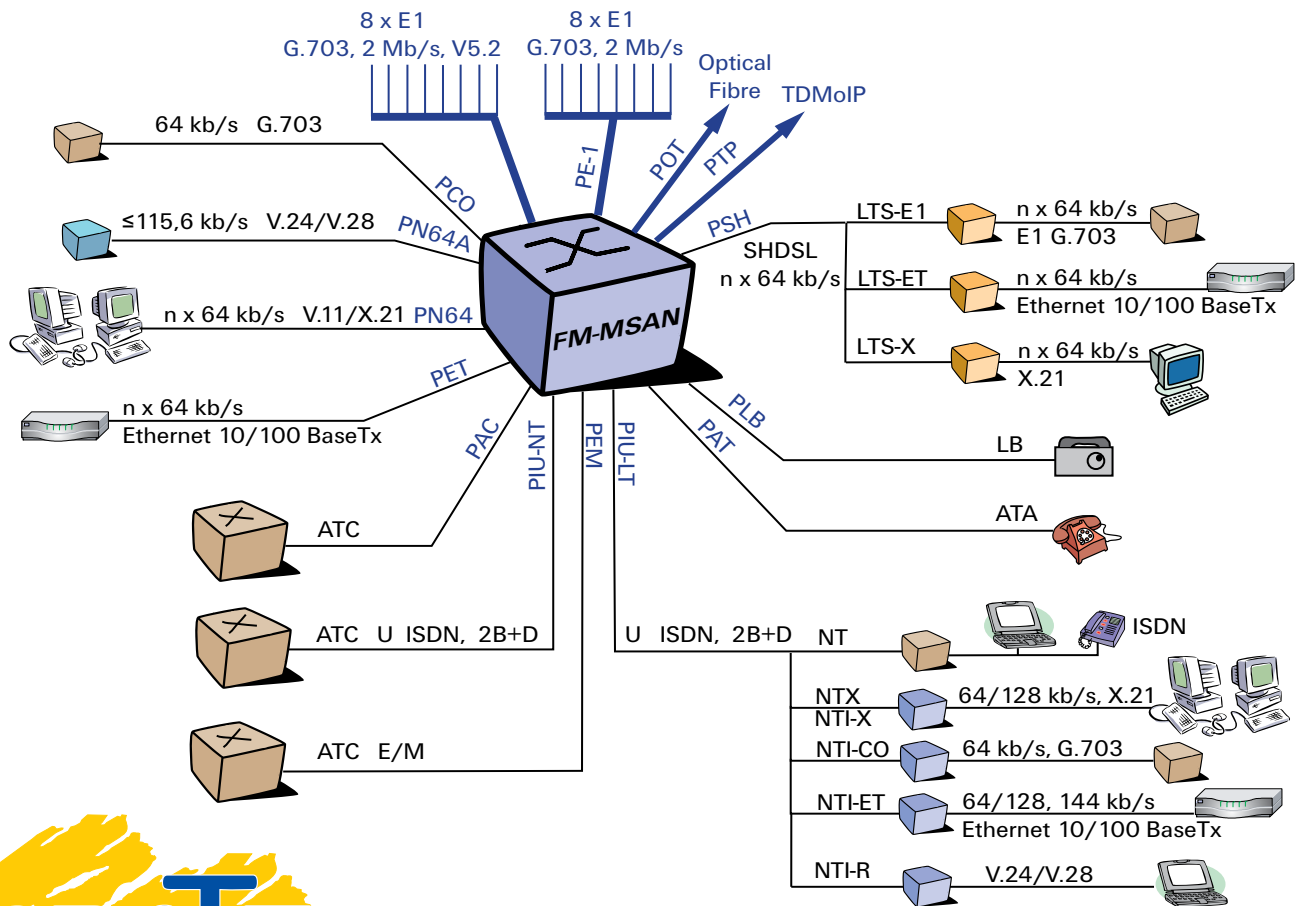 8 x E1
G.703, 2 Mb/s, V5.2
8 x E1
G.703, 2 Mb/s
Optical
Fibre
TDMoIP
PE-1
POT
PTP
64 kb/s G.703
PCO
≤115,6 kb/s V.24/V.28 PN64A
n x 64 kb/s V.11/X.21 PN64
PET
n x 64 kb/s
Ethernet 10/100 BaseTx
FM-MSAN
PSH
SHDSL
n x 64 kb/s
LTS-E1
n x 64 kb/s
E1 G.703
LTS-ET
n x 64 kb/s
Ethernet 10/100 BaseTx
LTS-X
n x 64 kb/s
X.21
PAC
PIU-NT
PEM
PIU-LT
PAT
PLB
LB
ATA
ATC
ATC U ISDN, 2B+D
ATC E/M
U ISDN, 2B+D NT
ISDN
NTX
NTI-X
64/128 kb/s, X.21
NTI-CO
64 kb/s, G.703
NTI-ET
64/128, 144 kb/s
Ethernet 10/100 BaseTx
NTI-R
V.24/V.28
T